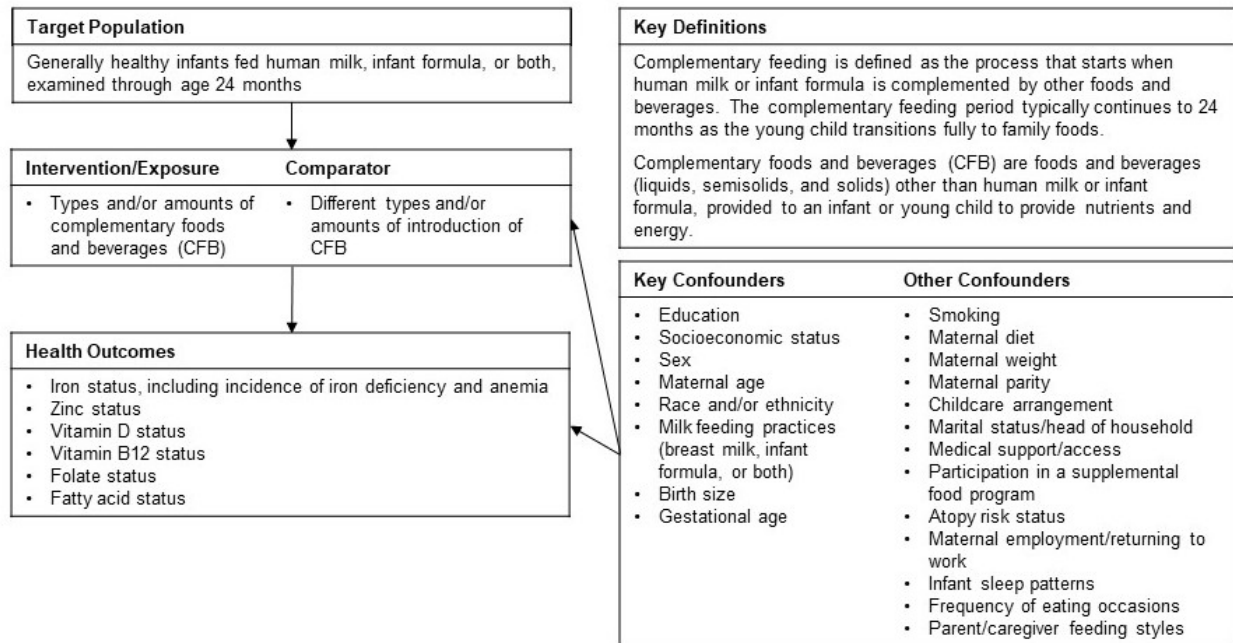 Target Population
Generally healthy infants fed human milk, infant formula, or both,
examined through age 24 months
Intervention/Exposure
• Types and/or amounts of
complementary foods
and beverages (CFB)
Comparator
• Different types and/or
amounts of introduction of
CFB
Health Outcomes
• Iron status, including incidence of iron deficiency and anemia
• Zinc status
• Vitamin D status
• Vitamin B12 status
• Folate status
• Fatty acid status
Key Definitions
Complementary feeding is defined as the process that starts when
human milk or infant formula is complemented by other foods and
beverages. The complementary feeding period typically continues to 24
months as the young child transitions fully to family foods.
Complementary foods and beverages (CFB) are foods and beverages
(liquids, semisolids, and solids) other than human milk or infant
formula, provided to an infant or young child to provide nutrients and
energy.
Key Confounders
• Education
• Socioeconomic status
• Sex
• Maternal age
• Race and/or ethnicity
• Milk feeding practices
(breast milk, infant
formula, or both)
• Birth size
• Gestational age
Other Confounders
• Smoking
• Maternal diet
• Maternal weight
• Maternal parity
• Childcare arrangement
• Marital status/head of household
• Medical support/access
• Participation in a supplemental
food program
• Atopy risk status
• Maternal employment/returning to
work
• Infant sleep patterns
• Frequency of eating occasions
• Parent/caregiver feeding styles